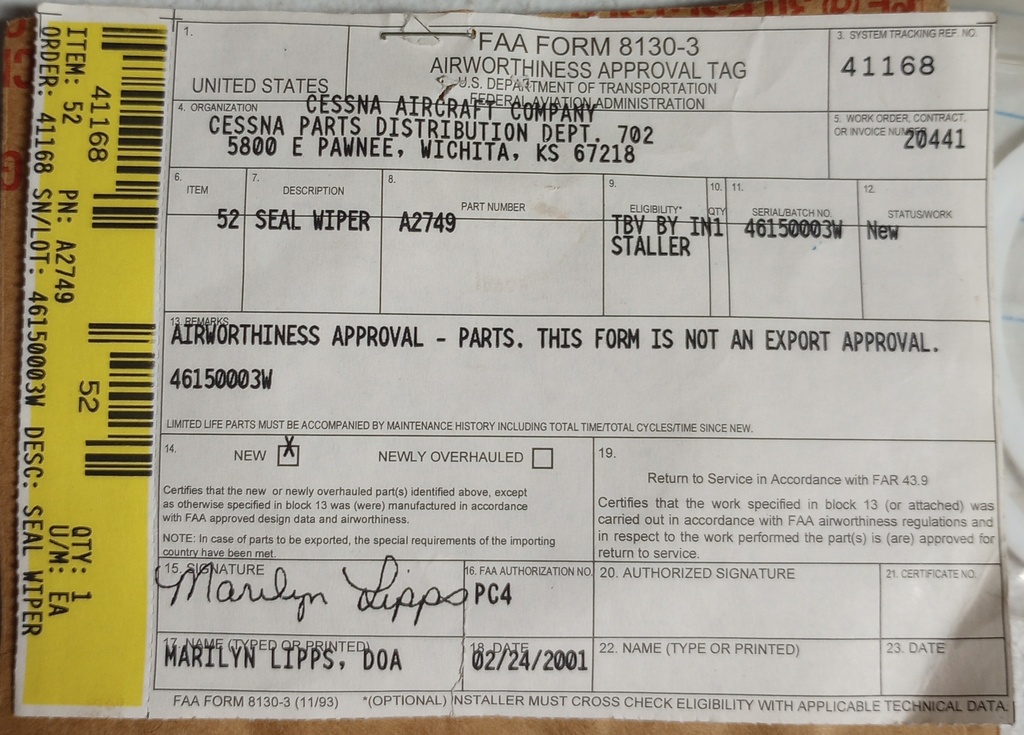 ITEM: 52 PN: A2749 QTY: 1
ORDER: 41168 SN/LOT: 46150003W DESC: SEAL WIPER U/M: EA
41168
52
1.
UNITED STATES
FAA FORM 8130-3
AIRWORTHINESS APPROVAL TAG
U.S. DEPARTMENT OF TRANSPORTATION
FEDERAL AVIATION ADMINISTRATION
3. SYSTEM TRACKING REF. NO.
41168
4. ORGANIZATION
CESSNA AIRCRAFT COMPANY
CESSNA PARTS DISTRIBUTION DEPT. 702
5800 E PAWNEE, WICHITA, KS 67218
5. WORK ORDER, CONTRACT,
OR INVOICE NUMBER
20441
6. ITEM
7. DESCRIPTION
8. PART NUMBER
9. ELIGIBILITY*
10. QTY
11. SERIAL/BATCH NO.
12. STATUS/WORK
52 SEAL WIPER A2749 TBV BY IN1 46150003W New
STALLER
13. REMARKS
AIRWORTHINESS APPROVAL - PARTS. THIS FORM IS NOT AN EXPORT APPROVAL.
46150003W
LIMITED LIFE PARTS MUST BE ACCOMPANIED BY MAINTENANCE HISTORY INCLUDING TOTAL TIME/TOTAL CYCLES/TIME SINCE NEW.
14. NEW X NEWLY OVERHAULED
Certifies that the new or newly overhauled part(s) identified above, except
as otherwise specified in block 13 was (were) manufactured in accordance
with FAA approved design data and airworthiness.
NOTE: In case of parts to be exported, the special requirements of the importing
country have been met.
19.
Return to Service in Accordance with FAR 43.9
Certifies that the work specified in block 13 (or attached) was
carried out in accordance with FAA airworthiness regulations and
in respect to the work performed the part(s) is (are) approved for
return to service.
15. SIGNATURE
Marilyn Lipps
16. FAA AUTHORIZATION NO.
PC4
20. AUTHORIZED SIGNATURE
21. CERTIFICATE NO.
17. NAME (TYPED OR PRINTED)
MARILYN LIPPS, DOA
18. DATE
02/24/2001
22. NAME (TYPE OR PRINTED)
23. DATE
FAA FORM 8130-3 (11/93) *(OPTIONAL) INSTALLER MUST CROSS CHECK ELIGIBILITY WITH APPLICABLE TECHNICAL DATA.